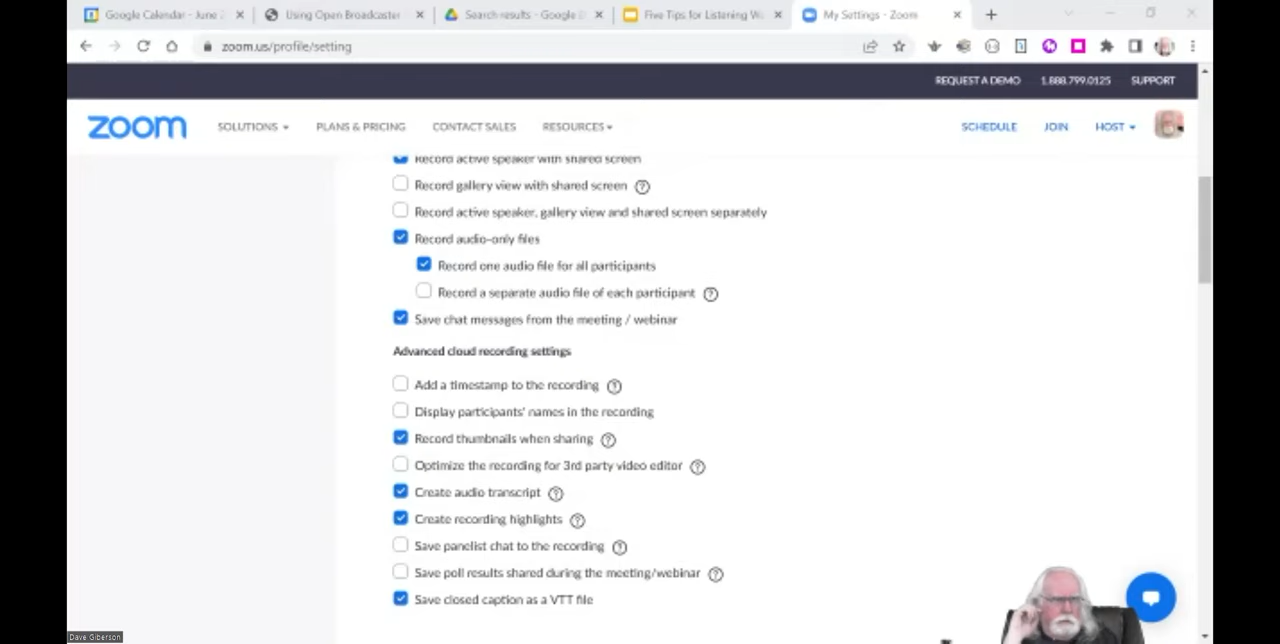 Google Calendar - June 2
Using Open Broadcaster
Search results - Google D
Five Tips for Listening W
My Settings - Zoom
zoom.us/profile/setting
REQUEST A DEMO 1.888.799.0125 SUPPORT
zoom SOLUTIONS PLANS & PRICING CONTACT SALES RESOURCES SCHEDULE JOIN HOST
Record active speaker with shared screen
Record gallery view with shared screen ?
Record active speaker, gallery view and shared screen separately
Record audio-only files
Record one audio file for all participants
Record a separate audio file of each participant ?
Save chat messages from the meeting / webinar
Advanced cloud recording settings
Add a timestamp to the recording ?
Display participants' names in the recording
Record thumbnails when sharing ?
Optimize the recording for 3rd party video editor ?
Create audio transcript ?
Create recording highlights ?
Save panelist chat to the recording ?
Save poll results shared during the meeting/webinar ?
Save closed caption as a VTT file
Dave Giberson